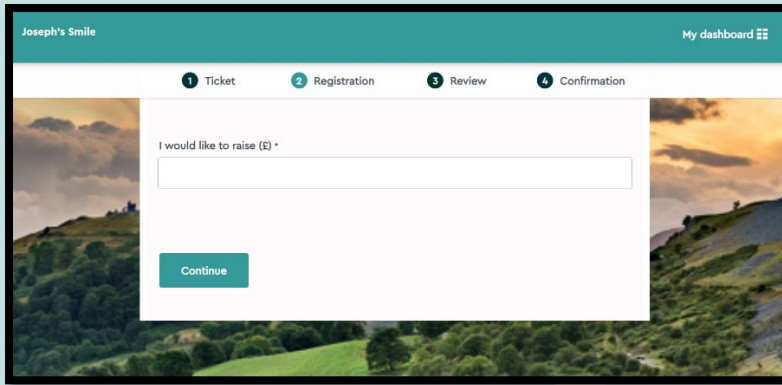 Joseph's Smile
My dashboard
1 Ticket 2 Registration 3 Review 4 Confirmation
I would like to raise (£) *
Continue